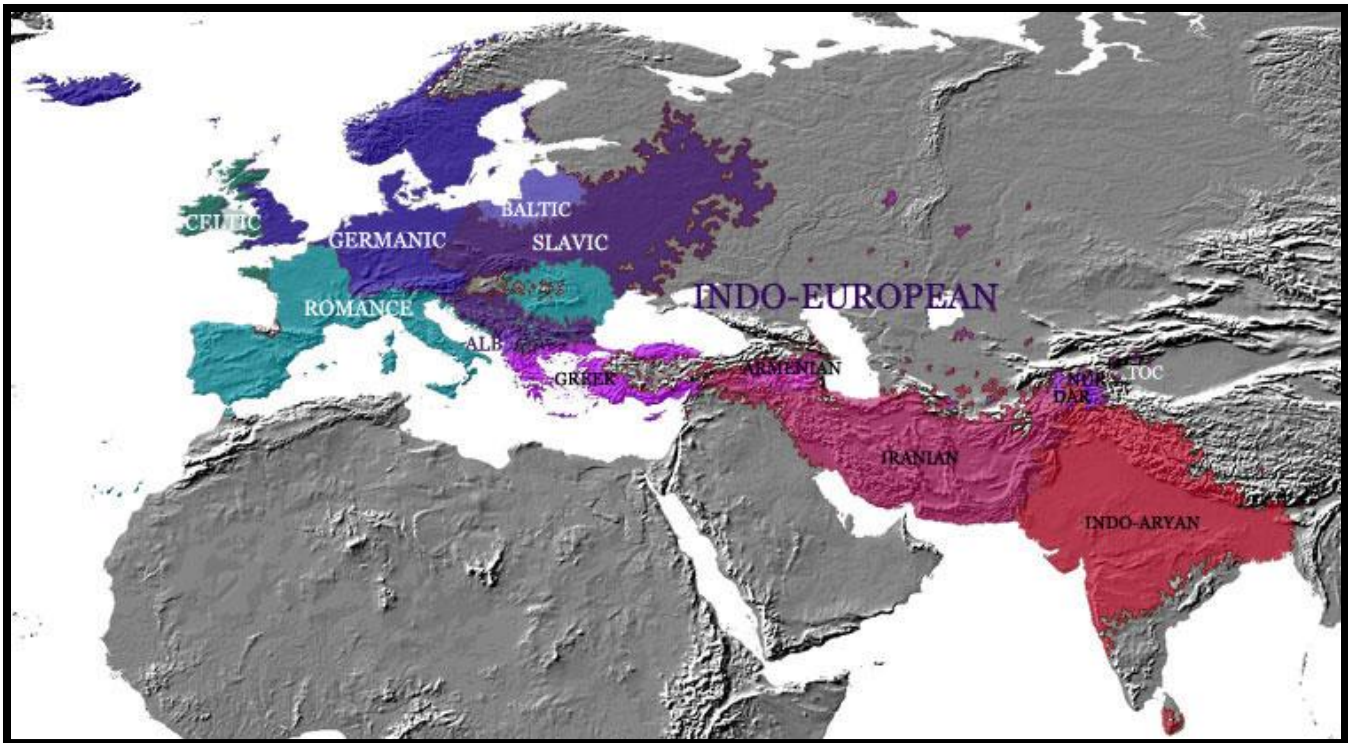 BALTIC
CELTIC
GERMANIC
SLAVIC
INDO-EUROPEAN
ROMANCE
ALB
GREEK
ARMENIAN
TOC
NUR
DAR
IRANIAN
INDO-ARYAN